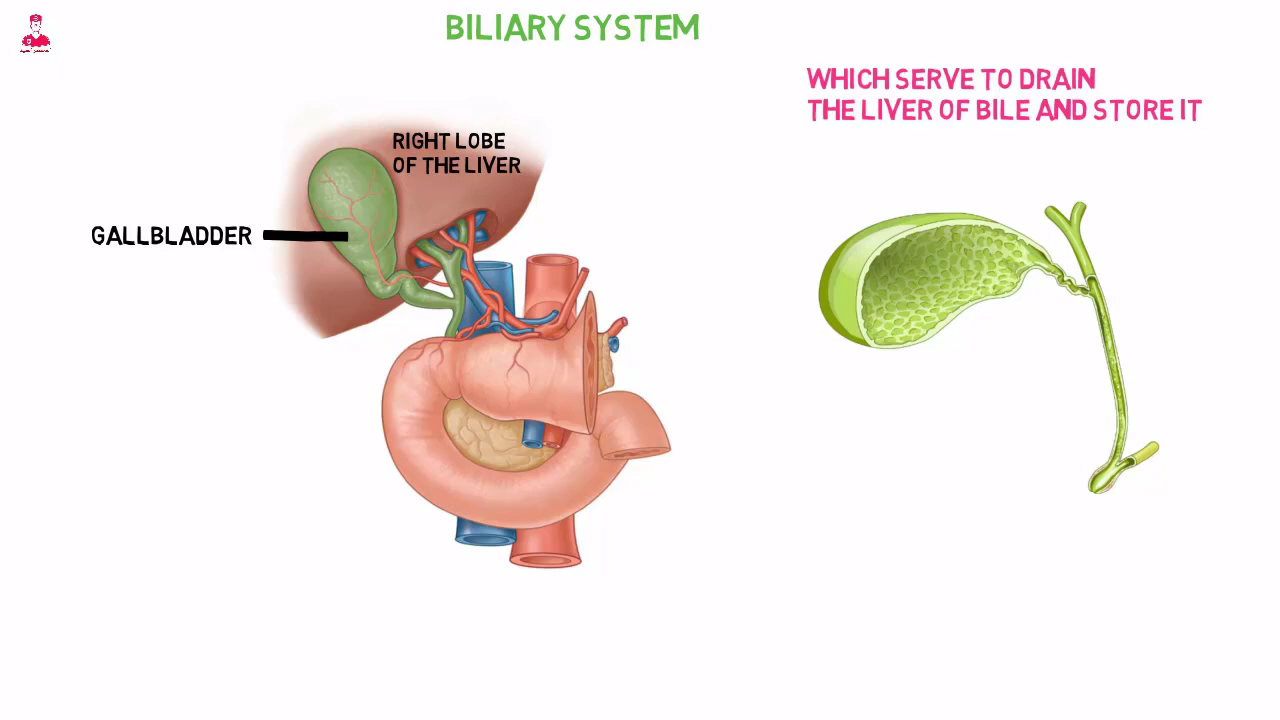 BILIARY SYSTEM
WHICH SERVE TO DRAIN
THE LIVER OF BILE AND STORE IT
RIGHT LOBE
OF THE LIVER
GALLBLADDER